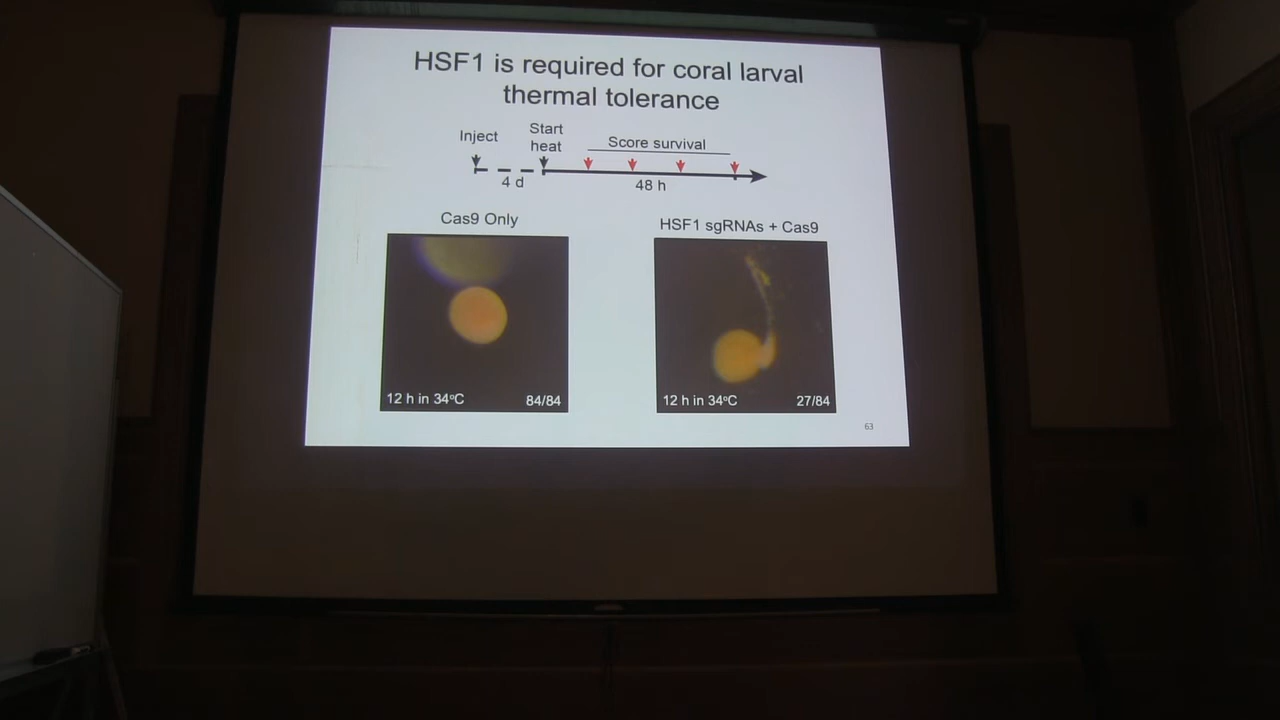 HSF1 is required for coral larval
thermal tolerance
Inject
Start
heat
Score survival
4 d
48 h
Cas9 Only
HSF1 sgRNAs + Cas9
12 h in 34°C
84/84
12 h in 34°C
27/84
63